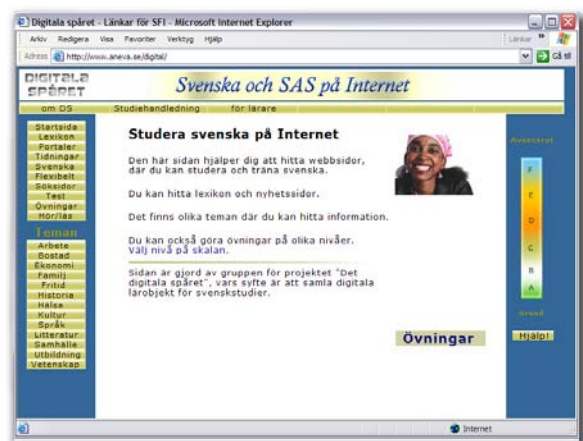 Digitala spåret - Länkar för SFI - Microsoft Internet Explorer
Arkiv Redigera Visa Favoriter Verktyg Hjälp
Länkar »
Adress http://www.aneva.se/digital/
Gå till
DIGITALA
SPÅRET
Svenska och SAS på Internet
om DS Studiehandledning för lärare
Startsida
Lexikon
Portaler
Tidningar
Svenska
Flexibelt
Söksidor
Test
Övningar
Hör/läs
Teman
Arbete
Bostad
Ekonomi
Familj
Fritid
Historia
Hälsa
Kultur
Språk
Litteratur
Samhälle
Utbildning
Vetenskap
Studera svenska på Internet
Den här sidan hjälper dig att hitta webbsidor,
där du kan studera och träna svenska.
Du kan hitta lexikon och nyhetssidor.
Det finns olika teman där du kan hitta information.
Du kan också göra övningar på olika nivåer.
Välj nivå på skalan.
Sidan är gjord av gruppen för projektet "Det
digitala spåret", vars syfte är att samla digitala
lärobjekt för svenskstudier.
Övningar
Avancerat
F
E
D
C
B
A
Grund
Hjälp!
Internet